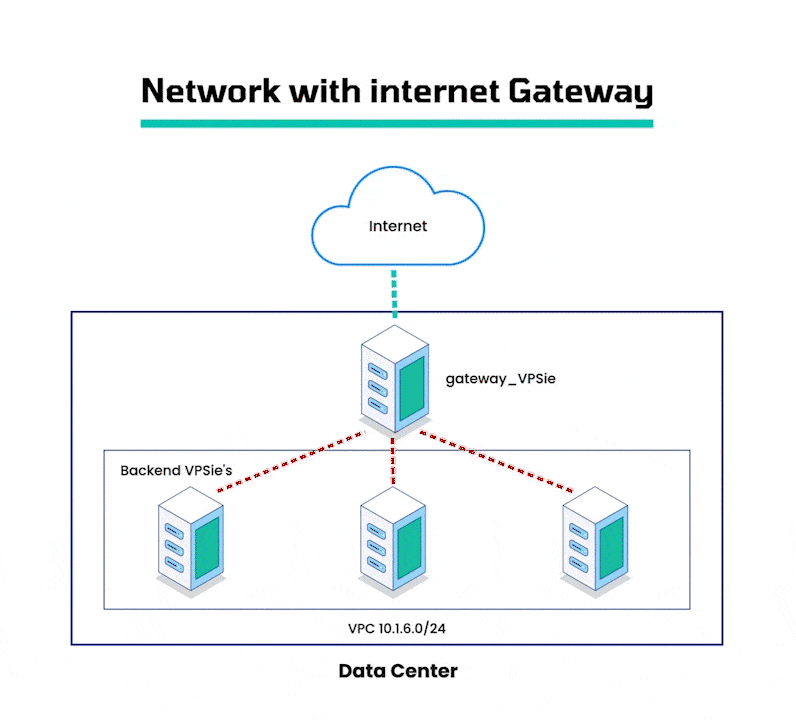 Network with internet Gateway
Internet
gateway_VPSie
Backend VPSie's
VPC 10.1.6.0/24
Data Center